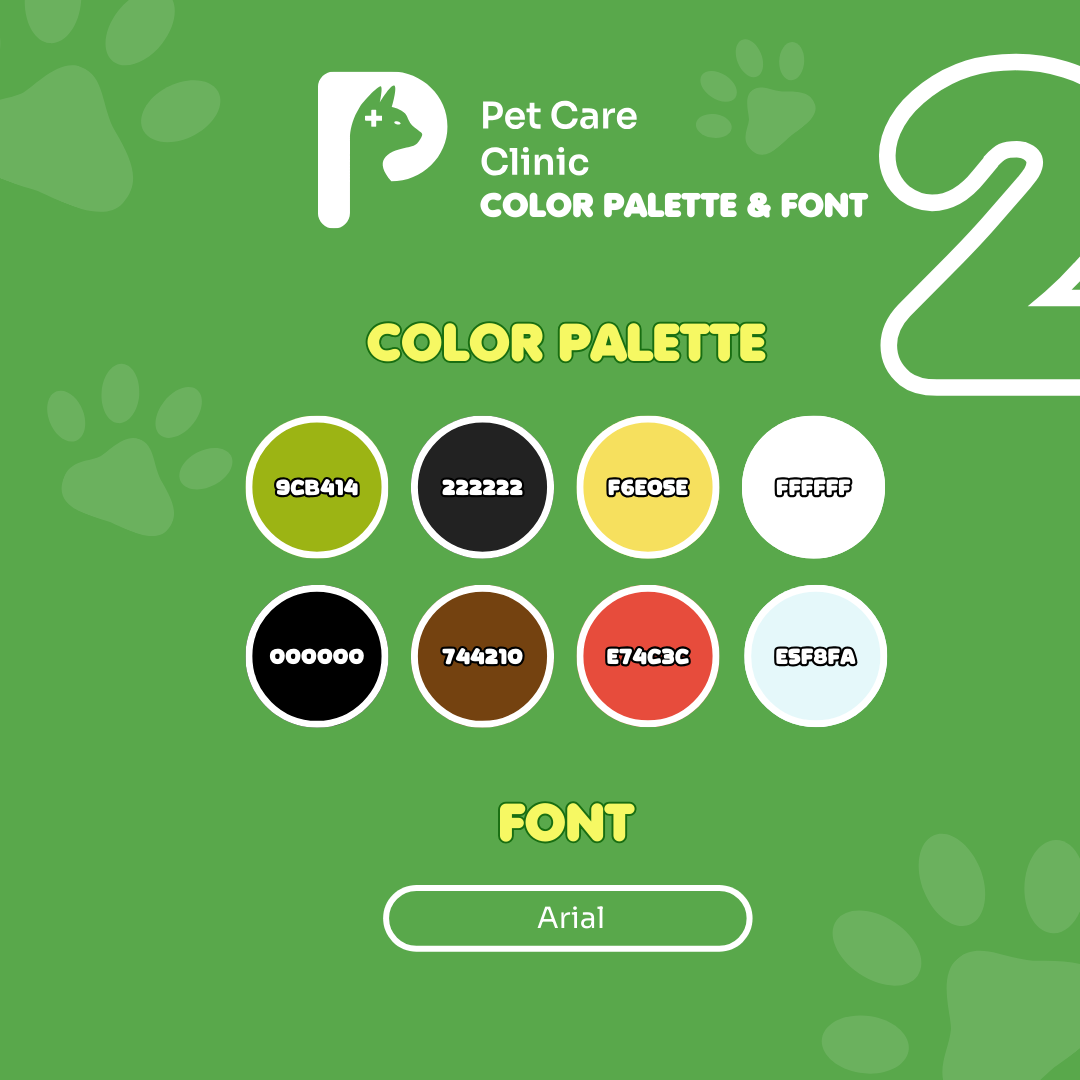 Pet Care
Clinic
COLOR PALETTE & FONT
2
COLOR PALETTE
9CB414 222222 F6E05E FFFFFF
000000 744210 E74C3C E5F8FA
FONT
Arial